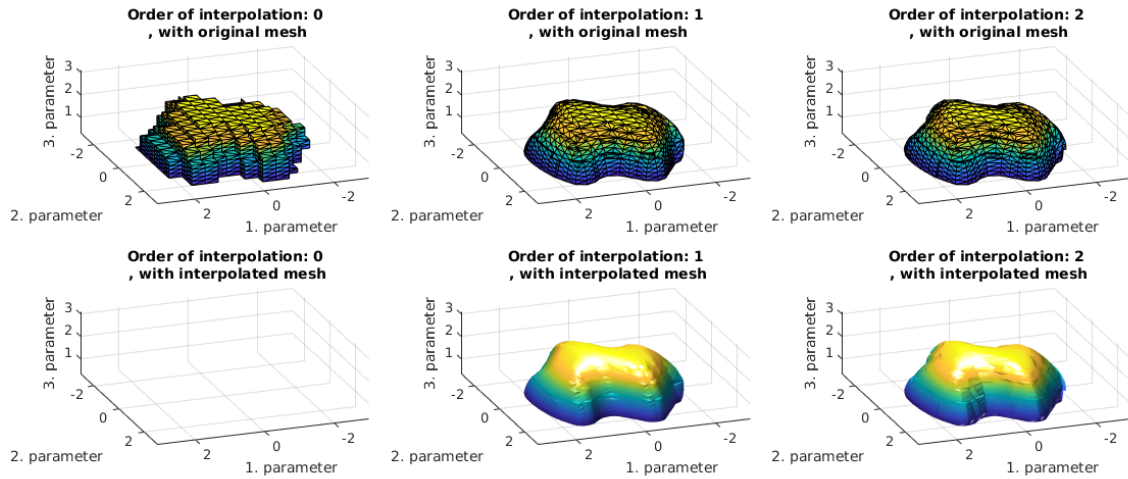 Order of interpolation: 0
, with original mesh
3
2
1
3. parameter
-2
0
2
2. parameter
2
0
-2
1. parameter
Order of interpolation: 1
, with original mesh
3
2
1
3. parameter
-2
0
2
2. parameter
2
0
-2
1. parameter
Order of interpolation: 2
, with original mesh
3
2
1
3. parameter
-2
0
2
2. parameter
2
0
-2
1. parameter
Order of interpolation: 0
, with interpolated mesh
3
2
1
3. parameter
-2
0
2
2. parameter
2
0
-2
1. parameter
Order of interpolation: 1
, with interpolated mesh
3
2
1
3. parameter
-2
0
2
2. parameter
2
0
-2
1. parameter
Order of interpolation: 2
, with interpolated mesh
3
2
1
3. parameter
-2
0
2
2. parameter
2
0
-2
1. parameter